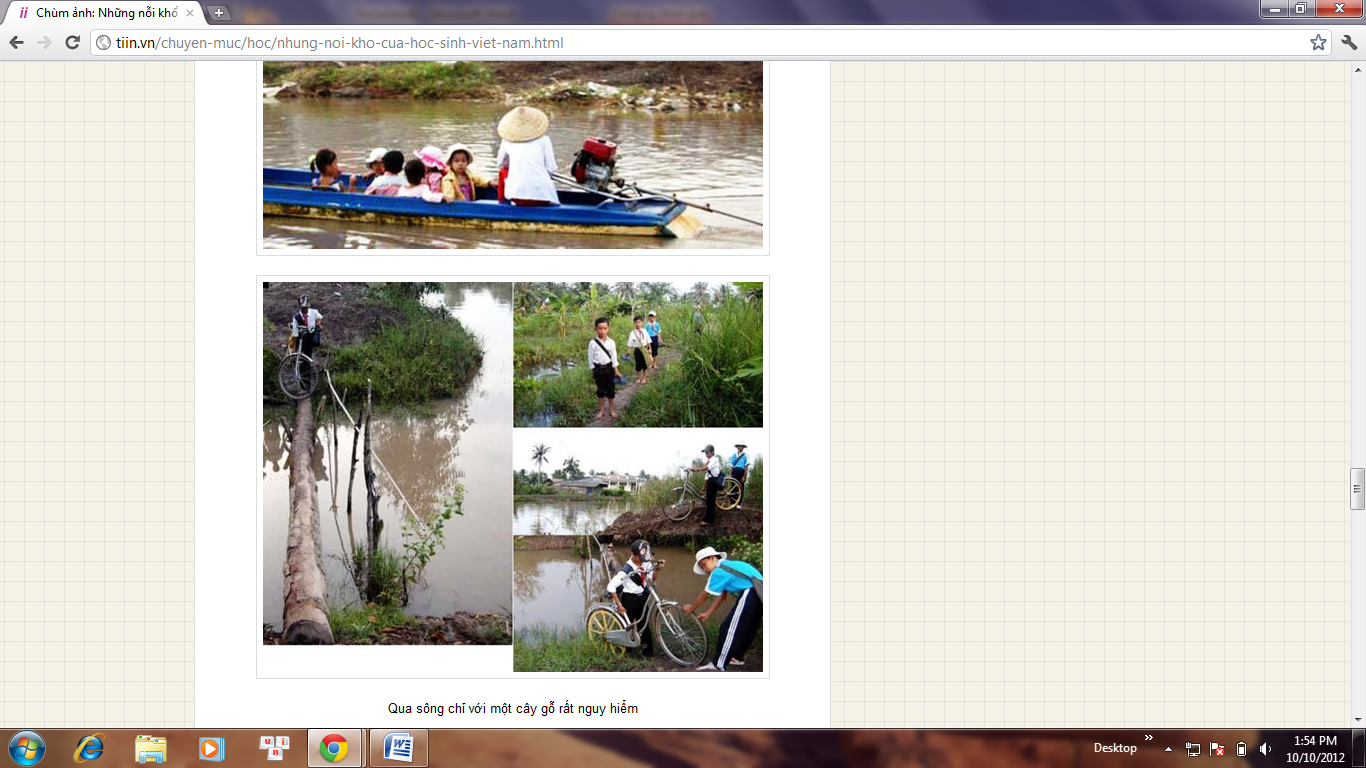 Chùm ảnh: Những nỗi khổ
tiin.vn/chuyen-muc/hoc/nhung-noi-kho-cua-hoc-sinh-viet-nam.html
Qua sông chỉ với một cây gỗ rất nguy hiểm
Desktop
1:54 PM
10/10/2012